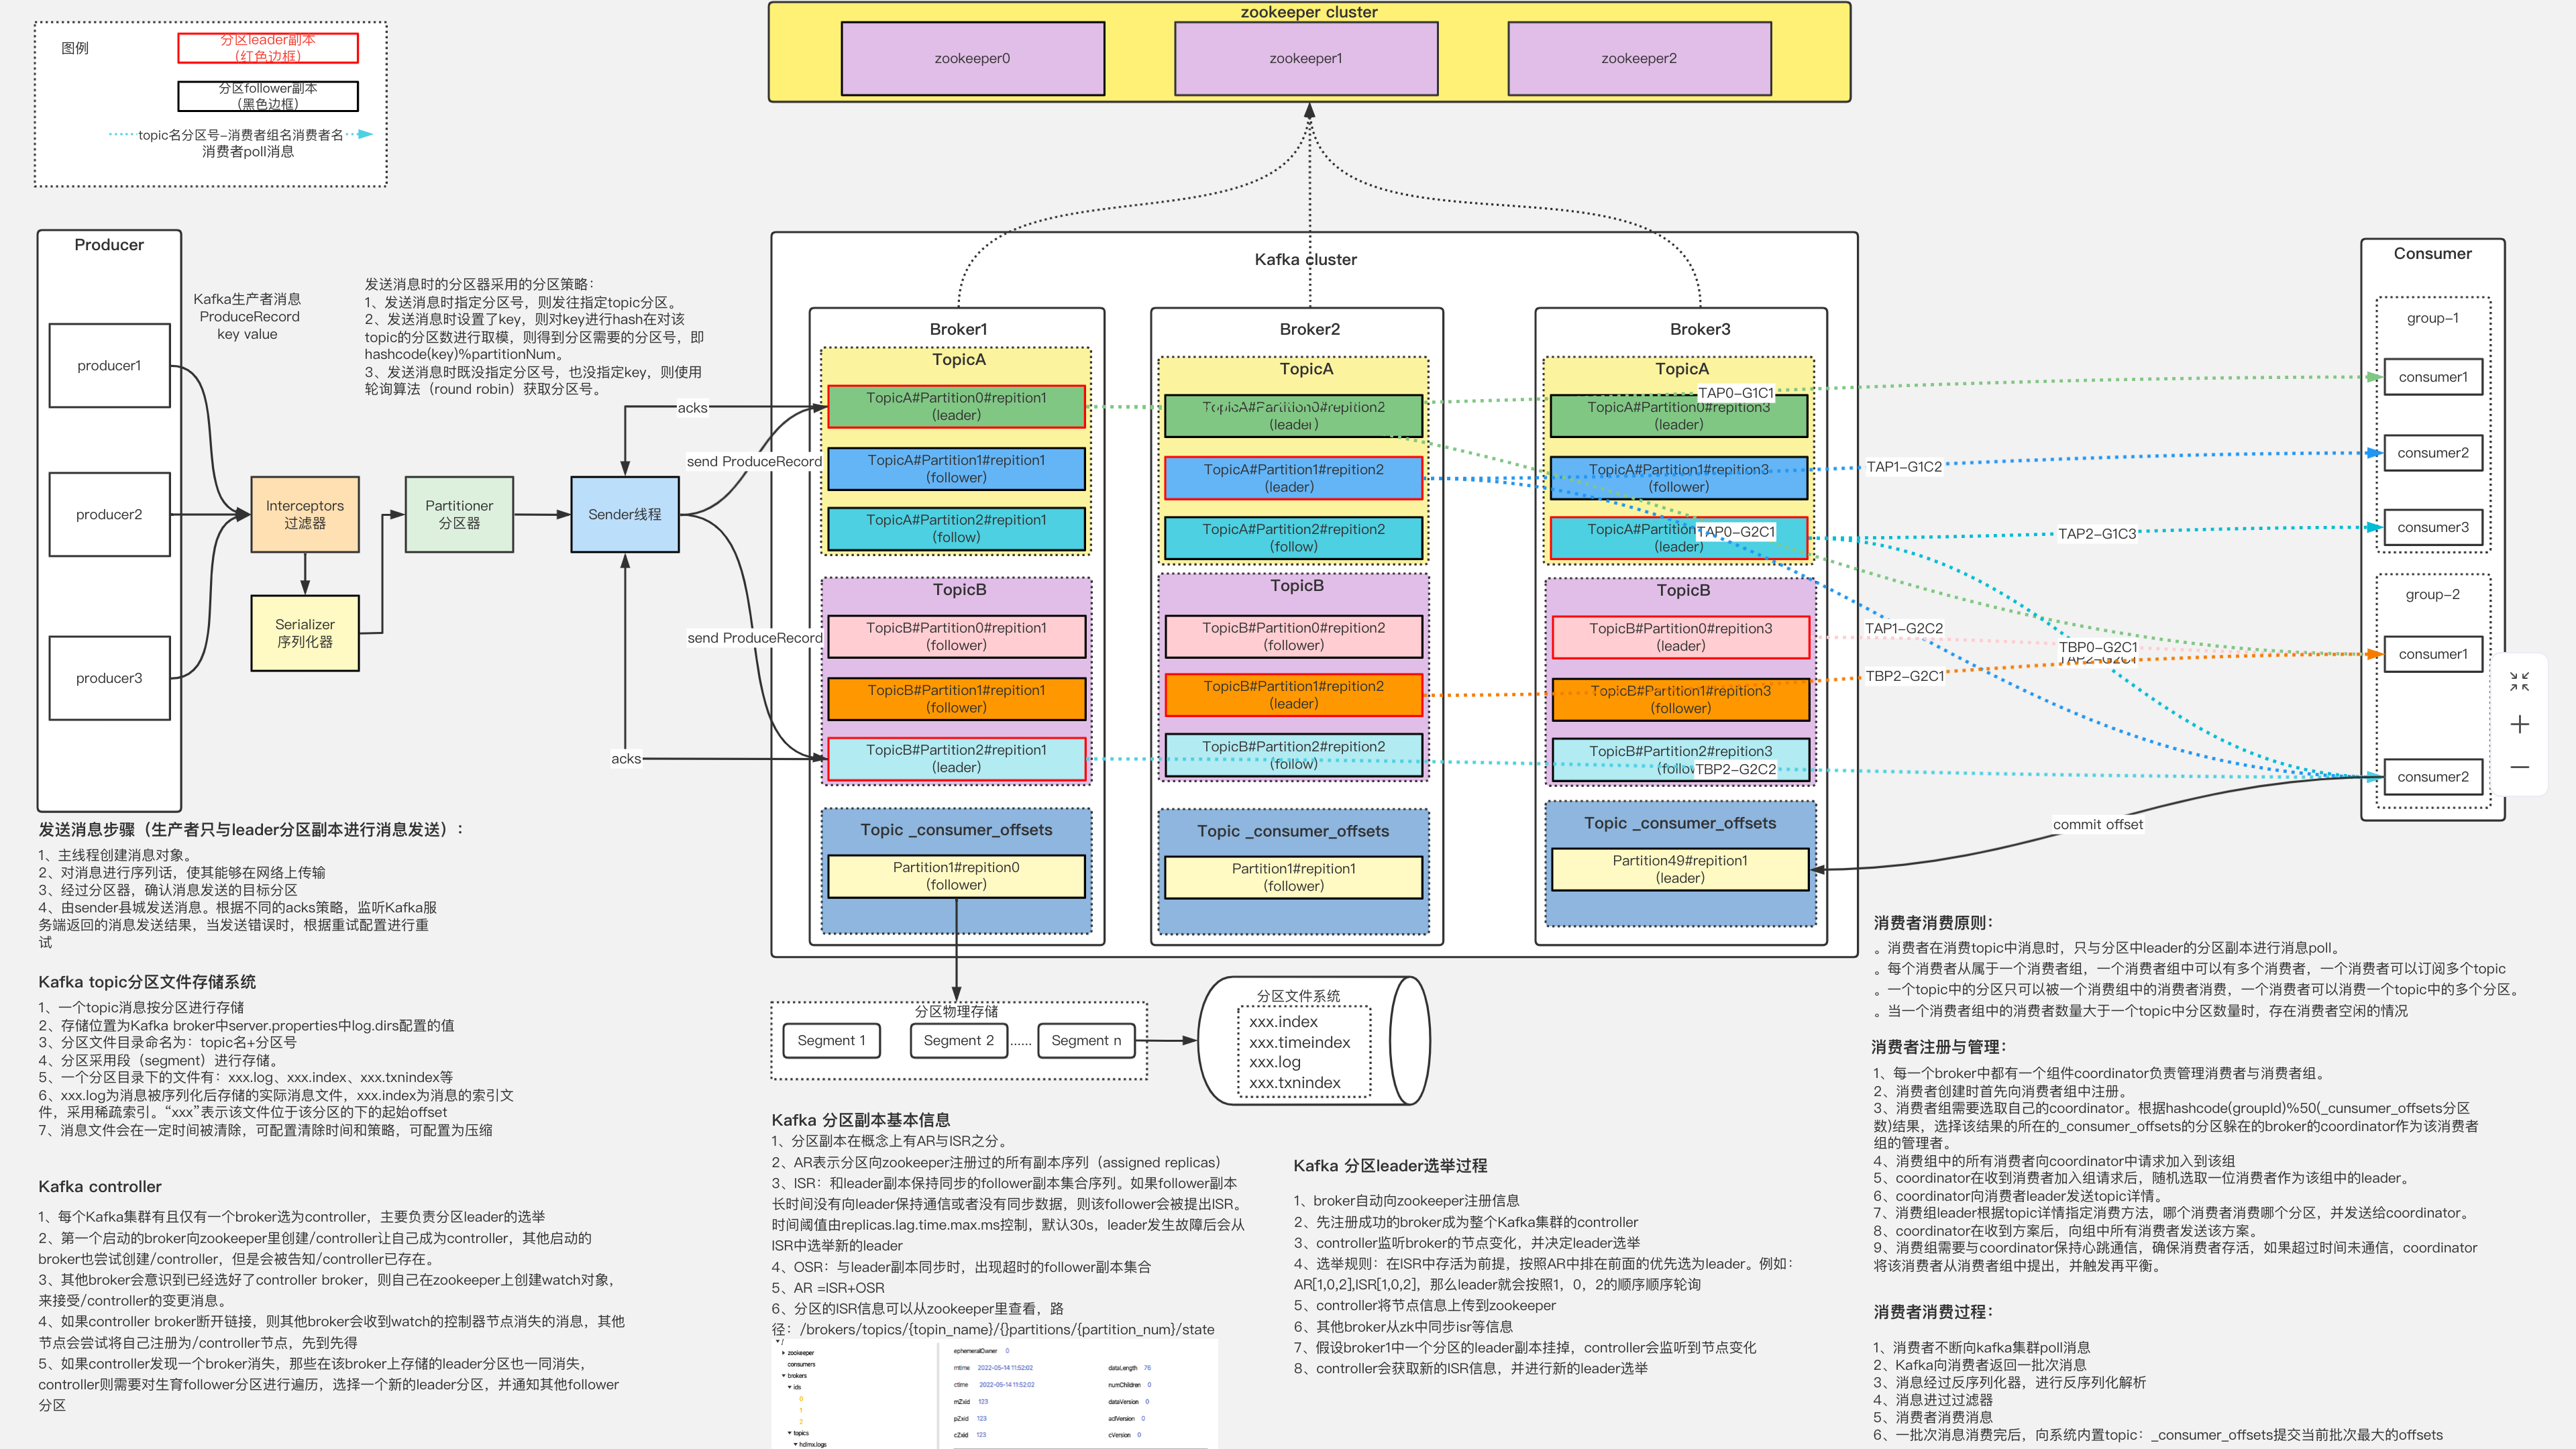 图例
分区leader副本
(红色边框)
分区follower副本
(黑色边框)
topic名分区号-消费者组名消费者名
消费者poll消息
zookeeper cluster
zookeeper0
zookeeper1
zookeeper2
Producer
producer1
producer2
producer3
Kafka生产者消息
ProduceRecord
key value
发送消息时的分区器采用的分区策略：
1、发送消息时指定分区号，则发往指定topic分区。
2、发送消息时设置了key，则对key进行hash在对该
topic的分区数进行取模，则得到分区需要的分区号，即
hashcode(key)%partitionNum。
3、发送消息时既没指定分区号，也没指定key，则使用
轮询算法（round robin）获取分区号。
Interceptors
过滤器
Serializer
序列化器
Partitioner
分区器
Sender线程
acks
send ProduceRecord
send ProduceRecord
acks
Kafka cluster
Broker1
TopicA
TopicA#Partition0#repition1
(leader)
TopicA#Partition1#repition1
(follower)
TopicA#Partition2#repition1
(follow)
TopicB
TopicB#Partition0#repition1
(follower)
TopicB#Partition1#repition1
(follower)
TopicB#Partition2#repition1
(leader)
Topic _consumer_offsets
Partition1#repition0
(follower)
Broker2
TopicA
TopicA#Partition0#repition2
(leader)
TopicA#Partition1#repition2
(leader)
TopicA#Partition2#repition2
(follow)
TopicB
TopicB#Partition0#repition2
(follower)
TopicB#Partition1#repition2
(leader)
TopicB#Partition2#repition2
(follow)
Topic _consumer_offsets
Partition1#repition1
(follower)
Broker3
TopicA
TopicA#Partition0#repition3
(leader)
TopicA#Partition1#repition3
(follower)
(leader)
TopicB
TopicB#Partition0#repition3
(leader)
TopicB#Partition1#repition3
(follower)
TopicB#Partition2#repition3
Topic _consumer_offsets
Partition49#repition1
(leader)
TAP0-G1C1
TAP1-G1C2
TAP0-G2C1
TAP2-G1C3
TAP1-G2C2
TBP0-G2C1
TAP2-G2C1
TBP2-G2C1
TBP2-G2C2
commit offset
Consumer
group-1
consumer1
consumer2
consumer3
group-2
consumer1
consumer2
发送消息步骤（生产者只与leader分区副本进行消息发送）：
1、主线程创建消息对象。
2、对消息进行序列话，使其能够在网络上传输
3、经过分区器，确认消息发送的目标分区
4、由sender县城发送消息。根据不同的acks策略，监听Kafka服
务端返回的消息发送结果，当发送错误时，根据重试配置进行重
试
Kafka topic分区文件存储系统
1、一个topic消息按分区进行存储
2、存储位置为Kafka broker中server.properties中log.dirs配置的值
3、分区文件目录命名为：topic名+分区号
4、分区采用段（segment）进行存储。
5、一个分区目录下的文件有：xxx.log、xxx.index、xxx.txnindex等
6、xxx.log为消息被序列化后存储的实际消息文件，xxx.index为消息的索引文
件，采用稀疏索引。“xxx”表示该文件位于该分区的下的起始offset
7、消息文件会在一定时间被清除，可配置清除时间和策略，可配置为压缩
Kafka controller
1、每个Kafka集群有且仅有一个broker选为controller，主要负责分区leader的选举
2、第一个启动的broker向zookeeper里创建/controller让自己成为controller，其他启动的
broker也尝试创建/controller，但是会被告知/controller已存在。
3、其他broker会意识到已经选好了controller broker，则自己在zookeeper上创建watch对象，
来接受/controller的变更消息。
4、如果controller broker断开链接，则其他broker会收到watch的控制器节点消失的消息，其他
节点会尝试将自己注册为/controller节点，先到先得
5、如果controller发现一个broker消失，那些在该broker上存储的leader分区也一同消失，
controller则需要对生育follower分区进行遍历，选择一个新的leader分区，并通知其他follower
分区
分区物理存储
Segment 1
Segment 2
......
Segment n
分区文件系统
xxx.index
xxx.timeindex
xxx.log
xxx.txnindex
Kafka 分区副本基本信息
1、分区副本在概念上有AR与ISR之分。
2、AR表示分区向zookeeper注册过的所有副本序列（assigned replicas）
3、ISR：和leader副本保持同步的follower副本集合序列。如果follower副本
长时间没有向leader保持通信或者没有同步数据，则该follower会被提出ISR。
时间阈值由replicas.lag.time.max.ms控制，默认30s，leader发生故障后会从
ISR中选举新的leader
4、OSR：与leader副本同步时，出现超时的follower副本集合
5、AR =ISR+OSR
6、分区的ISR信息可以从zookeeper里查看，路
径：/brokers/topics/{topin_name}/{}partitions/{partition_num}/state
/
zookeeper
consumers
brokers
ids
0
1
2
topics
hdmx.logs
ephemeralOwner 0
mtime 2022-05-14 11:52:02 dataLength 76
ctime 2022-05-14 11:52:02 numChildren 0
mZxid 123 dataVersion 0
pZxid 123 aclVersion 0
cZxid 123 cVersion 0
Kafka 分区leader选举过程
1、broker自动向zookeeper注册信息
2、先注册成功的broker成为整个Kafka集群的controller
3、controller监听broker的节点变化，并决定leader选举
4、选举规则：在ISR中存活为前提，按照AR中排在前面的优先选为leader。例如：
AR[1,0,2],ISR[1,0,2]，那么leader就会按照1，0，2的顺序顺序轮询
5、controller将节点信息上传到zookeeper
6、其他broker从zk中同步isr等信息
7、假设broker1中一个分区的leader副本挂掉，controller会监听到节点变化
8、controller会获取新的ISR信息，并进行新的leader选举
消费者消费原则：
。消费者在消费topic中消息时，只与分区中leader的分区副本进行消息poll。
。每个消费者从属于一个消费者组，一个消费者组中可以有多个消费者，一个消费者可以订阅多个topic
。一个topic中的分区只可以被一个消费组中的消费者消费，一个消费者可以消费一个topic中的多个分区。
。当一个消费者组中的消费者数量大于一个topic中分区数量时，存在消费者空闲的情况
消费者注册与管理：
1、每一个broker中都有一个组件coordinator负责管理消费者与消费者组。
2、消费者创建时首先向消费者组中注册。
3、消费者组需要选取自己的coordinator。根据hashcode(groupId)%50(_cunsumer_offsets分区
数)结果，选择该结果的所在的_consumer_offsets的分区躲在的broker的coordinator作为该消费者
组的管理者。
4、消费组中的所有消费者向coordinator中请求加入到该组
5、coordinator在收到消费者加入组请求后，随机选取一位消费者作为该组中的leader。
6、coordinator向消费者leader发送topic详情。
7、消费组leader根据topic详情指定消费方法，哪个消费者消费哪个分区，并发送给coordinator。
8、coordinator在收到方案后，向组中所有消费者发送该方案。
9、消费组需要与coordinator保持心跳通信，确保消费者存活，如果超过时间未通信，coordinator
将该消费者从消费者组中提出，并触发再平衡。
消费者消费过程：
1、消费者不断向kafka集群poll消息
2、Kafka向消费者返回一批次消息
3、消息经过反序列化器，进行反序列化解析
4、消息进过过滤器
5、消费者消费消息
6、一批次消息消费完后，向系统内置topic：_consumer_offsets提交当前批次最大的offsets